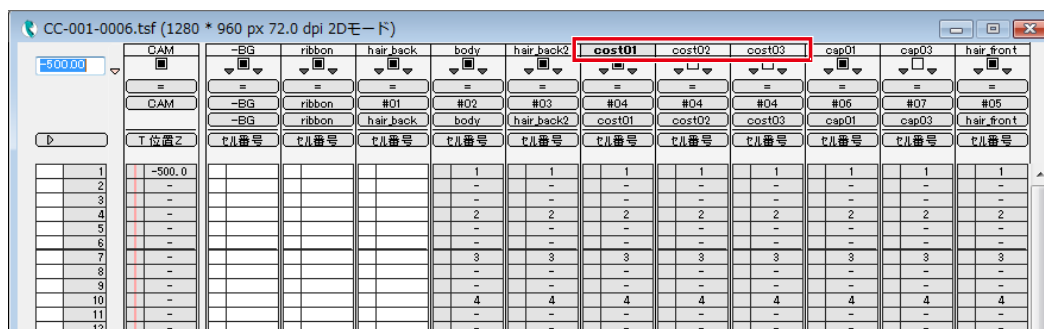 CC-001-0006.tsf (1280 * 960 px 72.0 dpi 2Dモード)
CAM -BG ribbon hair_back body hair_back2 cost01 cost02 cost03 cap01 cap03 hair_front
-500.00
= = = = = = = = = = = =
CAM -BG ribbon #01 #02 #03 #04 #04 #04 #06 #07 #05
-BG ribbon hair_back body hair_back2 cost01 cost02 cost03 cap01 cap03 hair_front
T位置Z セル番号 セル番号 セル番号 セル番号 セル番号 セル番号 セル番号 セル番号 セル番号 セル番号 セル番号
1 -500.0 1 1 1 1 1 1 1 1
2 - - - - - - - - -
3 - - - - - - - - -
4 - 2 2 2 2 2 2 2 2
5 - - - - - - - - -
6 - - - - - - - - -
7 - 3 3 3 3 3 3 3 3
8 - - - - - - - - -
9 - - - - - - - - -
10 - 4 4 4 4 4 4 4 4
11 - - - - - - - - -